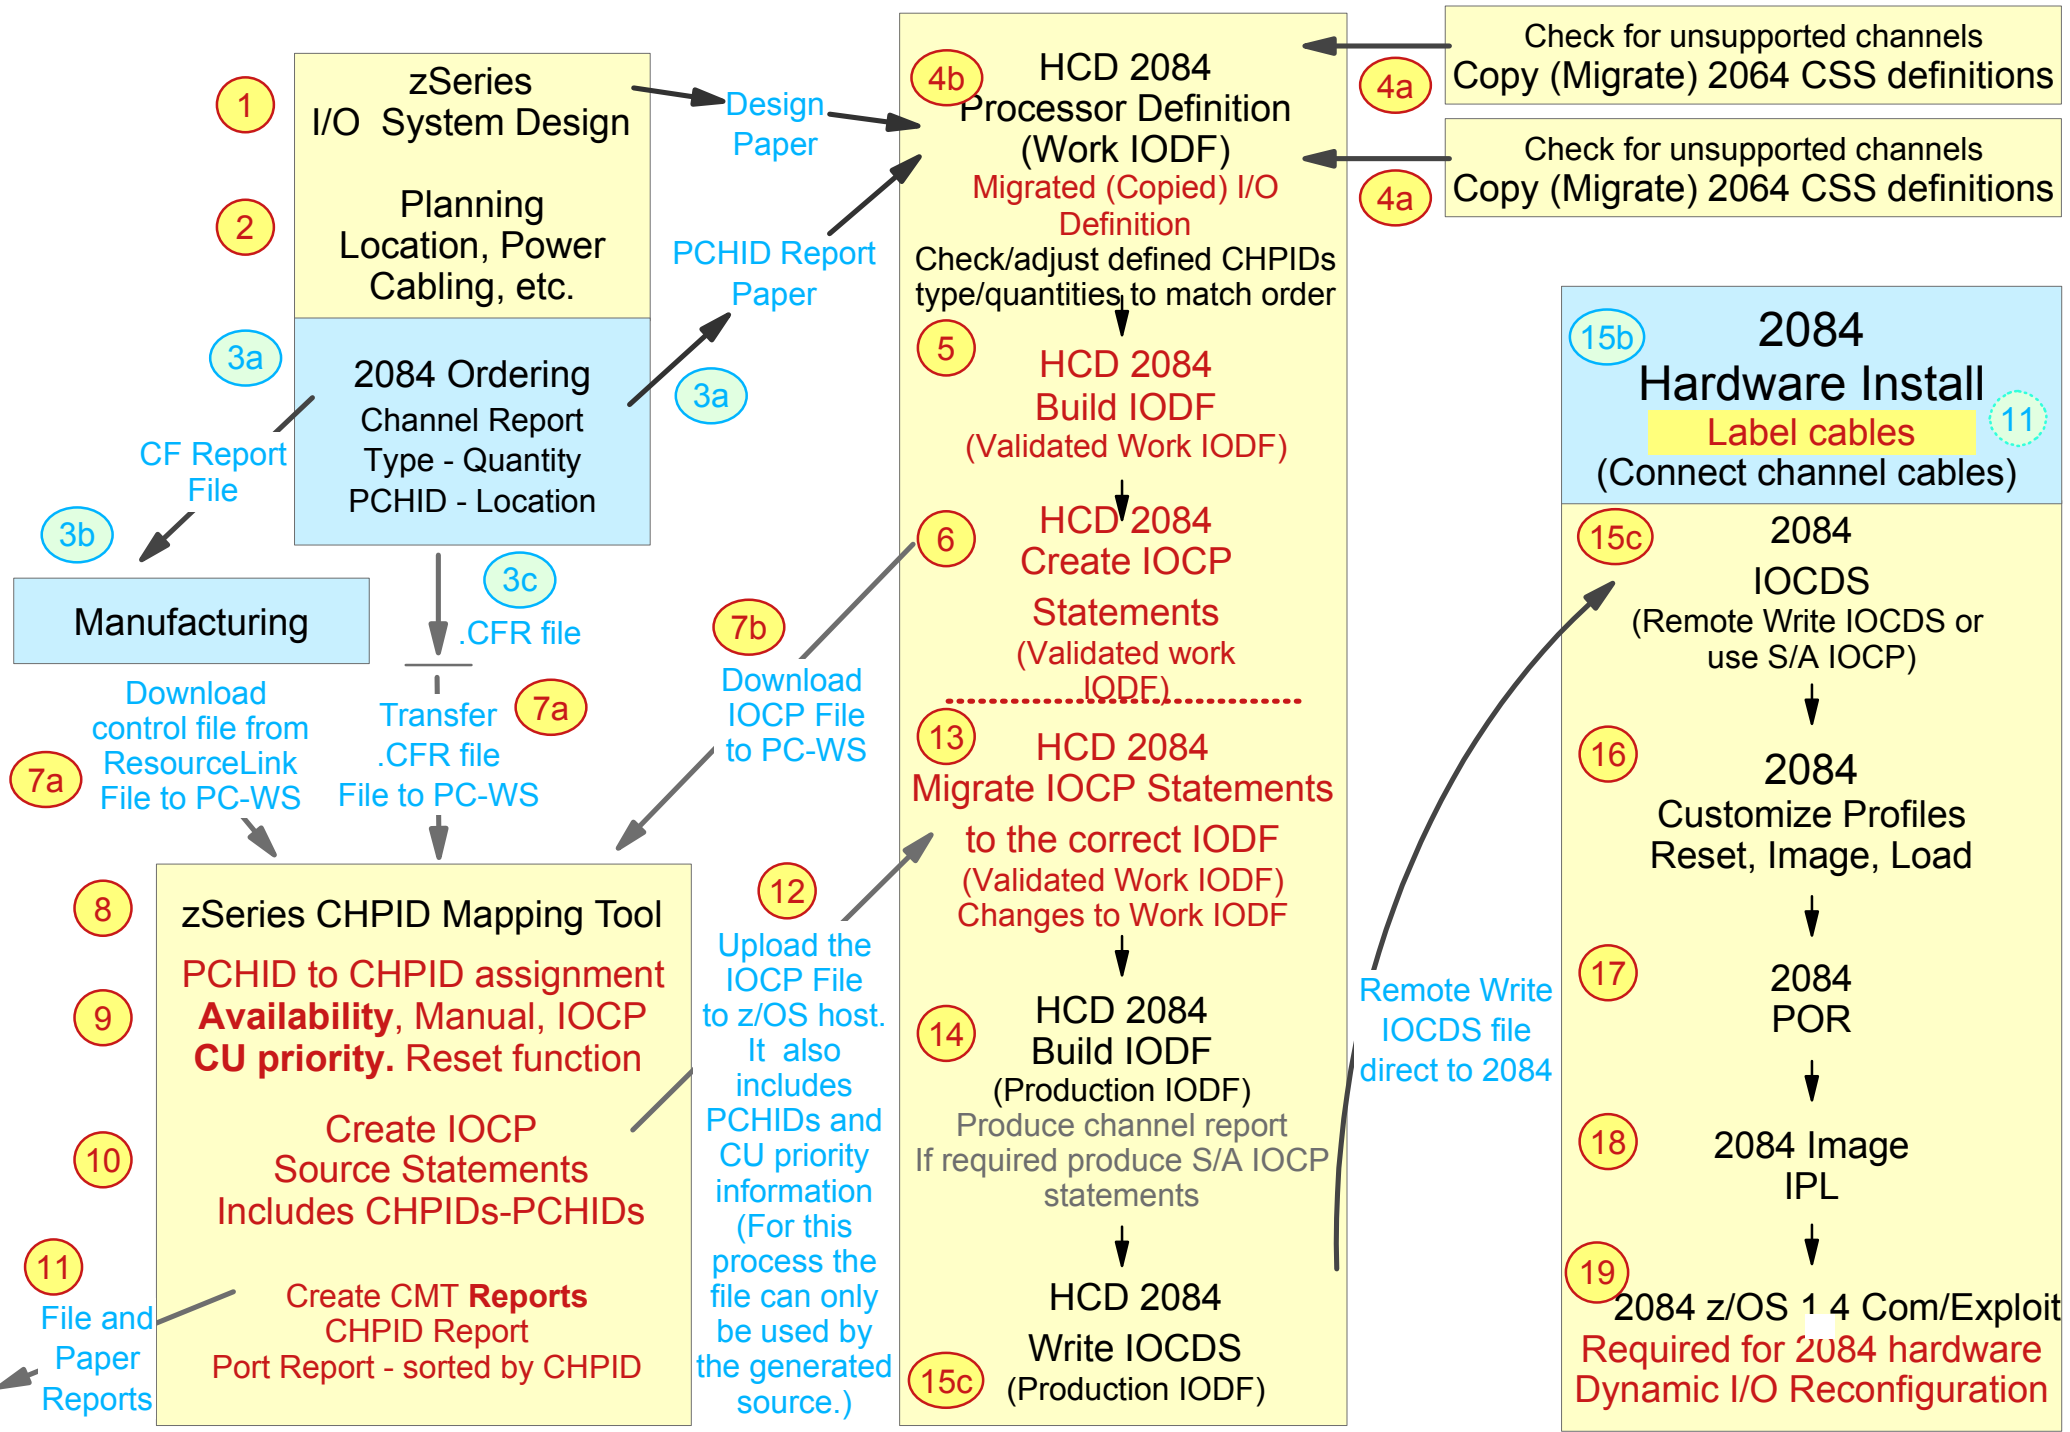 1
zSeries
I/O  System Design
2
Planning
Location, Power
Cabling, etc.
3a
2084 Ordering
Channel Report
Type - Quantity
PCHID - Location
Design
Paper
PCHID Report
Paper
3a
CF Report
File
3b
Manufacturing
3c
.CFR file
7a
Download
control file from
ResourceLink
File to PC-WS
7a
Transfer
.CFR file
File to PC-WS
7b
Download
IOCP File
to PC-WS
8
zSeries CHPID Mapping Tool
9
PCHID to CHPID assignment
Availability, Manual, IOCP
CU priority. Reset function
10
Create IOCP
Source Statements
Includes CHPIDs-PCHIDs
11
Create CMT Reports
CHPID Report
Port Report - sorted by CHPID
File and
Paper
Reports
12
Upload the
IOCP File
to z/OS host.
It  also
includes
PCHIDs and
CU priority
information
(For this
process the
file can only
be used by
the generated
source.)
4b
HCD 2084
Processor Definition
(Work IODF)
Migrated (Copied) I/O
Definition
Check/adjust defined CHPIDs
type/quantities to match order
5
HCD 2084
Build IODF
(Validated Work IODF)
6
HCD 2084
Create IOCP
Statements
(Validated work
IODF)
13
HCD 2084
Migrate IOCP Statements
to the correct IODF
(Validated Work IODF)
Changes to Work IODF
14
HCD 2084
Build IODF
(Production IODF)
Produce channel report
If required produce S/A IOCP
statements
HCD 2084
Write IOCDS
15c
(Production IODF)
Check for unsupported channels
Copy (Migrate) 2064 CSS definitions
4a
Check for unsupported channels
Copy (Migrate) 2064 CSS definitions
4a
Remote Write
IOCDS file
direct to 2084
15b
2084
Hardware Install
Label cables
11
(Connect channel cables)
15c
2084
IOCDS
(Remote Write IOCDS or
use S/A IOCP)
16
2084
Customize Profiles
Reset, Image, Load
17
2084
POR
18
2084 Image
IPL
19
2084 z/OS 1 4 Com/Exploit
Required for 2084 hardware
Dynamic I/O Reconfiguration